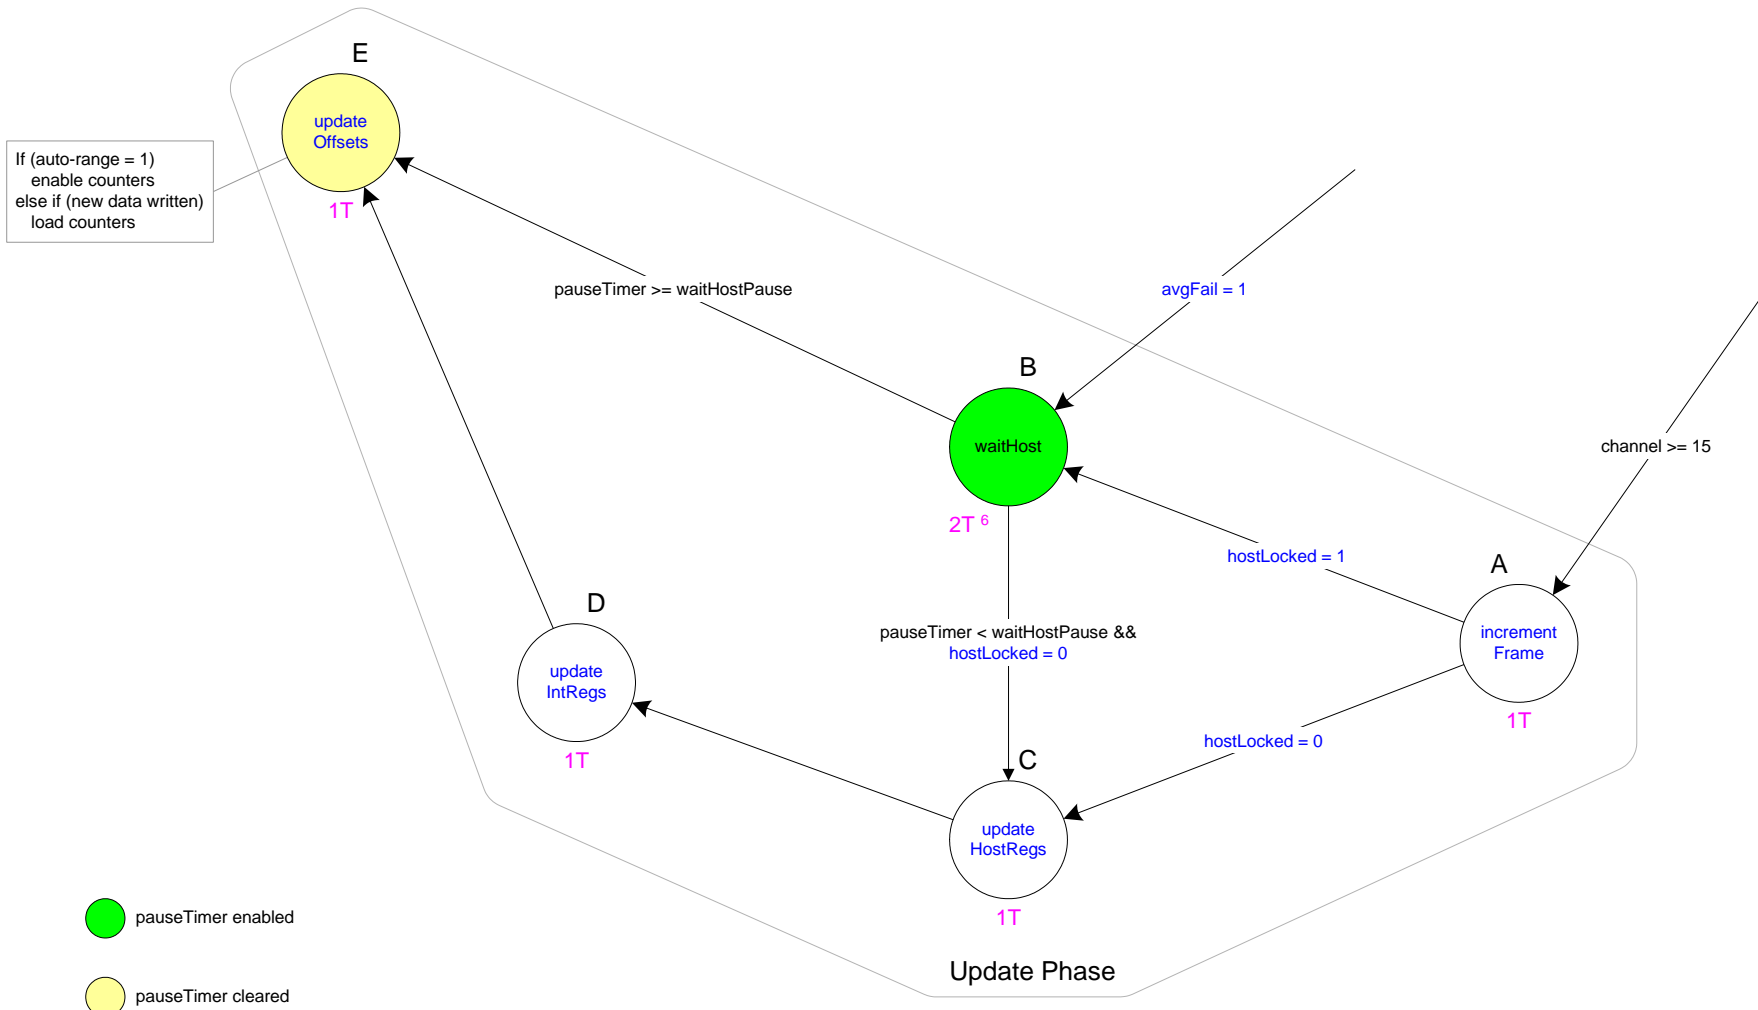 E
update
Offsets
1T
If (auto-range = 1)
enable counters
else if (new data written)
load counters
pauseTimer >= waitHostPause
avgFail = 1
B
waitHost
2T 6
channel >= 15
hostLocked = 1
A
increment
Frame
1T
D
update
IntRegs
1T
pauseTimer < waitHostPause &&
hostLocked = 0
hostLocked = 0
C
update
HostRegs
1T
Update Phase
pauseTimer enabled
pauseTimer cleared